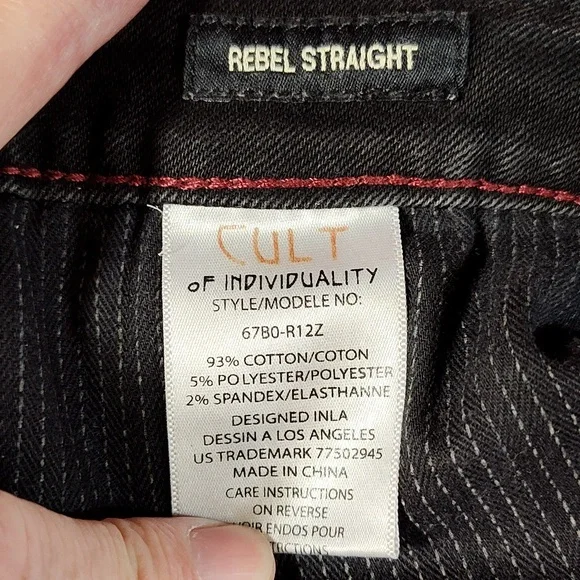 REBEL STRAIGHT
CULT
OF INDIVIDUALITY
STYLE/MODELE NO:
67B0-R12Z
93% COTTON/COTON
5% POLYESTER/POLYESTER
2% SPANDEX/ELASTHANNE
DESIGNED INLA
DESSIN A LOS ANGELES
US TRADEMARK 77502945
MADE IN CHINA
CARE INSTRUCTIONS
ON REVERSE
VOIR ENDOS POUR